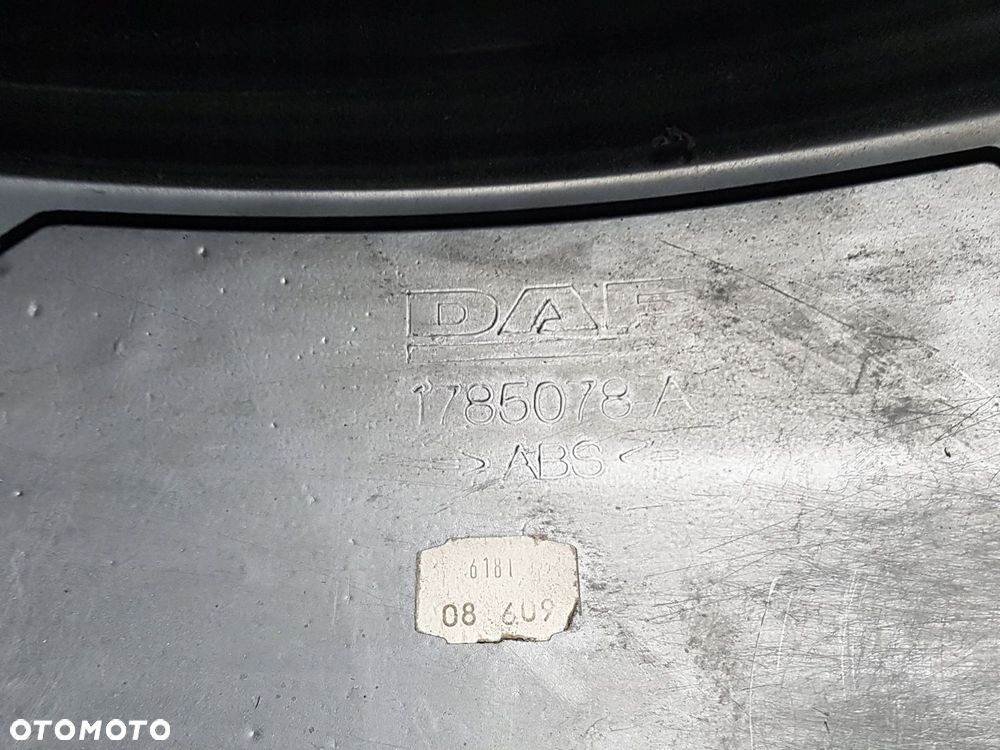 DAF
1785078 A
=> ABS <=
6181
08 609
OTOMOTO